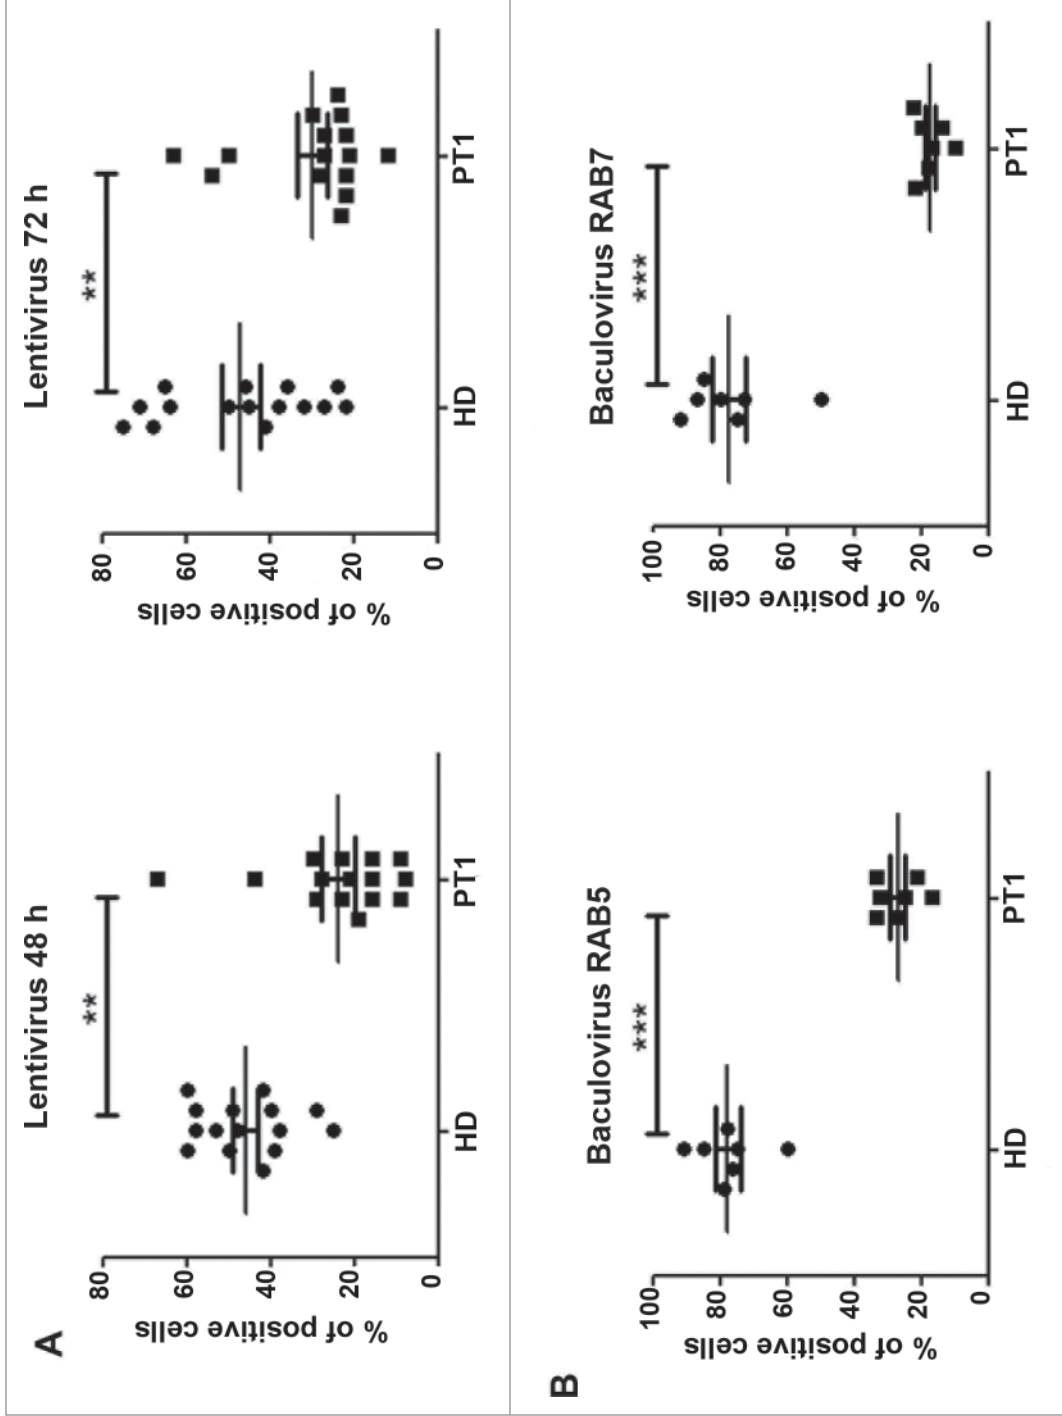 A
Lentivirus 48 h
**
% of positive cells
80
60
40
20
0
HD
PT1
Lentivirus 72 h
**
% of positive cells
80
60
40
20
0
HD
PT1
B
Baculovirus RAB5
***
% of positive cells
100
80
60
40
20
0
HD
PT1
Baculovirus RAB7
***
% of positive cells
100
80
60
40
20
0
HD
PT1